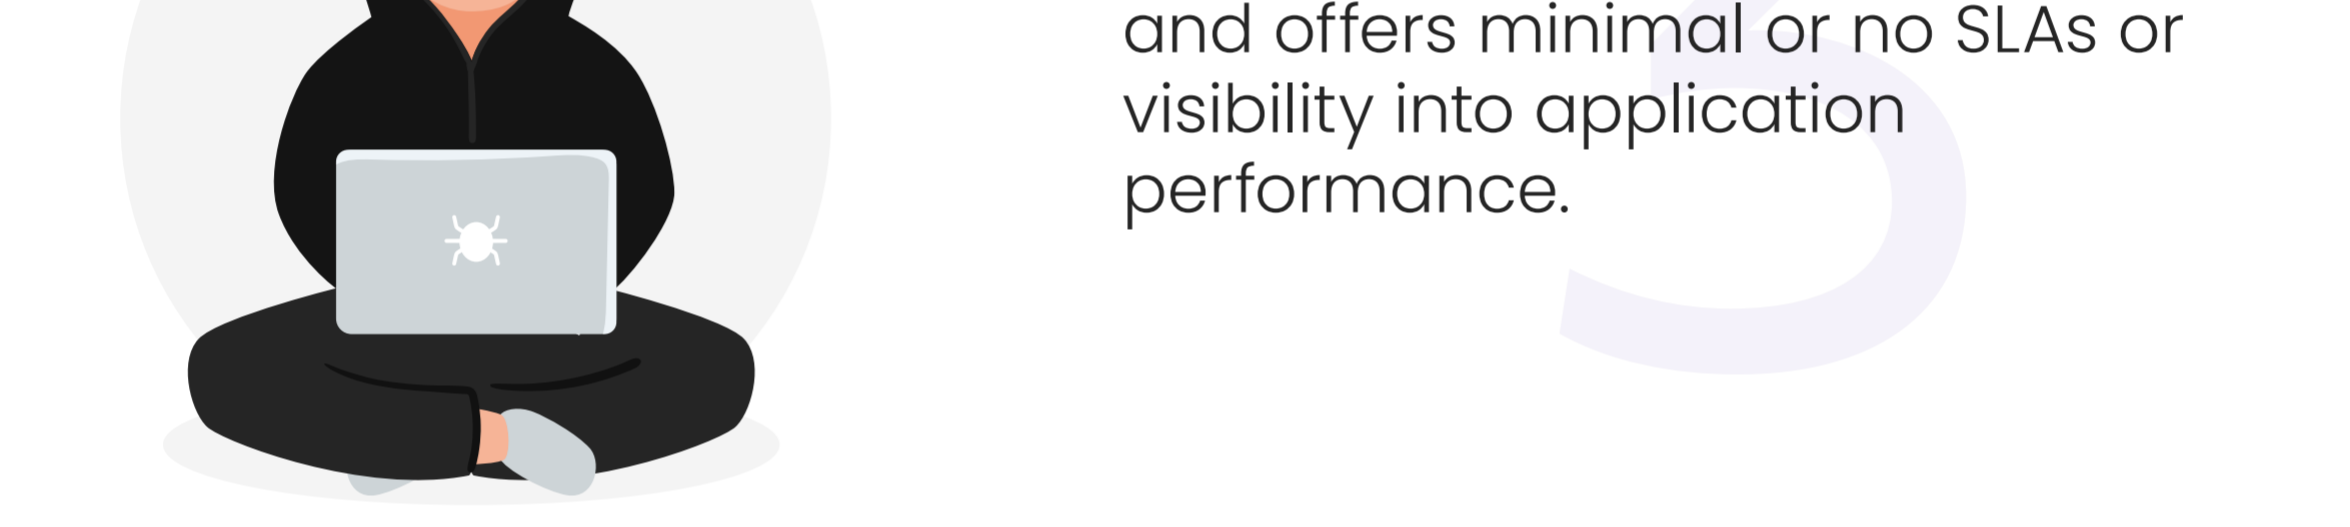 and offers minimal or no SLAs or
visibility into application
performance.